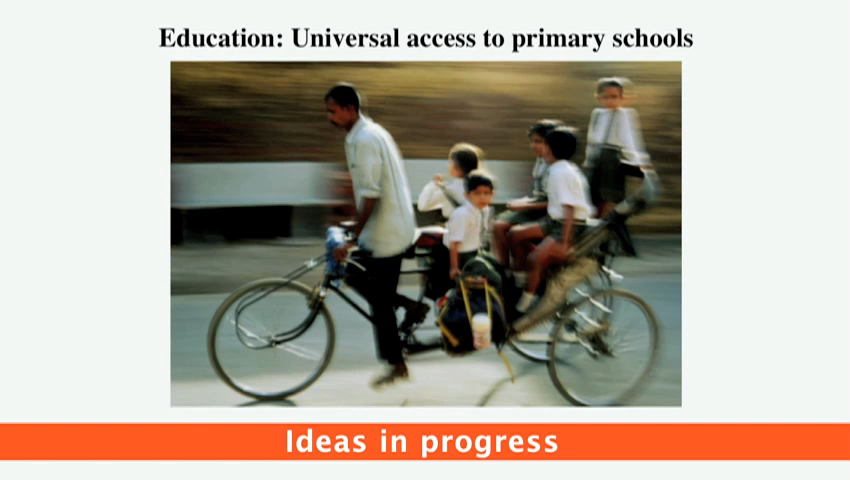 Education: Universal access to primary schools
Ideas in progress